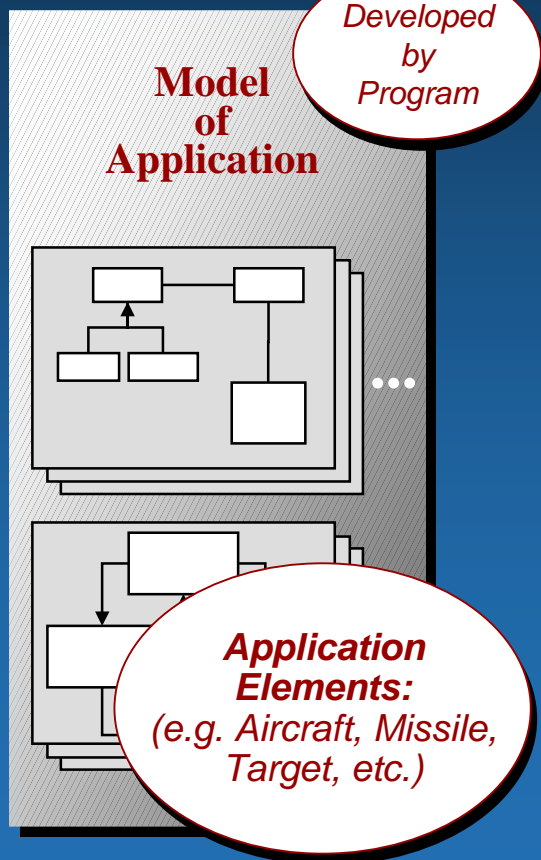 Developed
by
Program
Model
of
Application
...
Application
Elements:
(e.g. Aircraft, Missile,
Target, etc.)